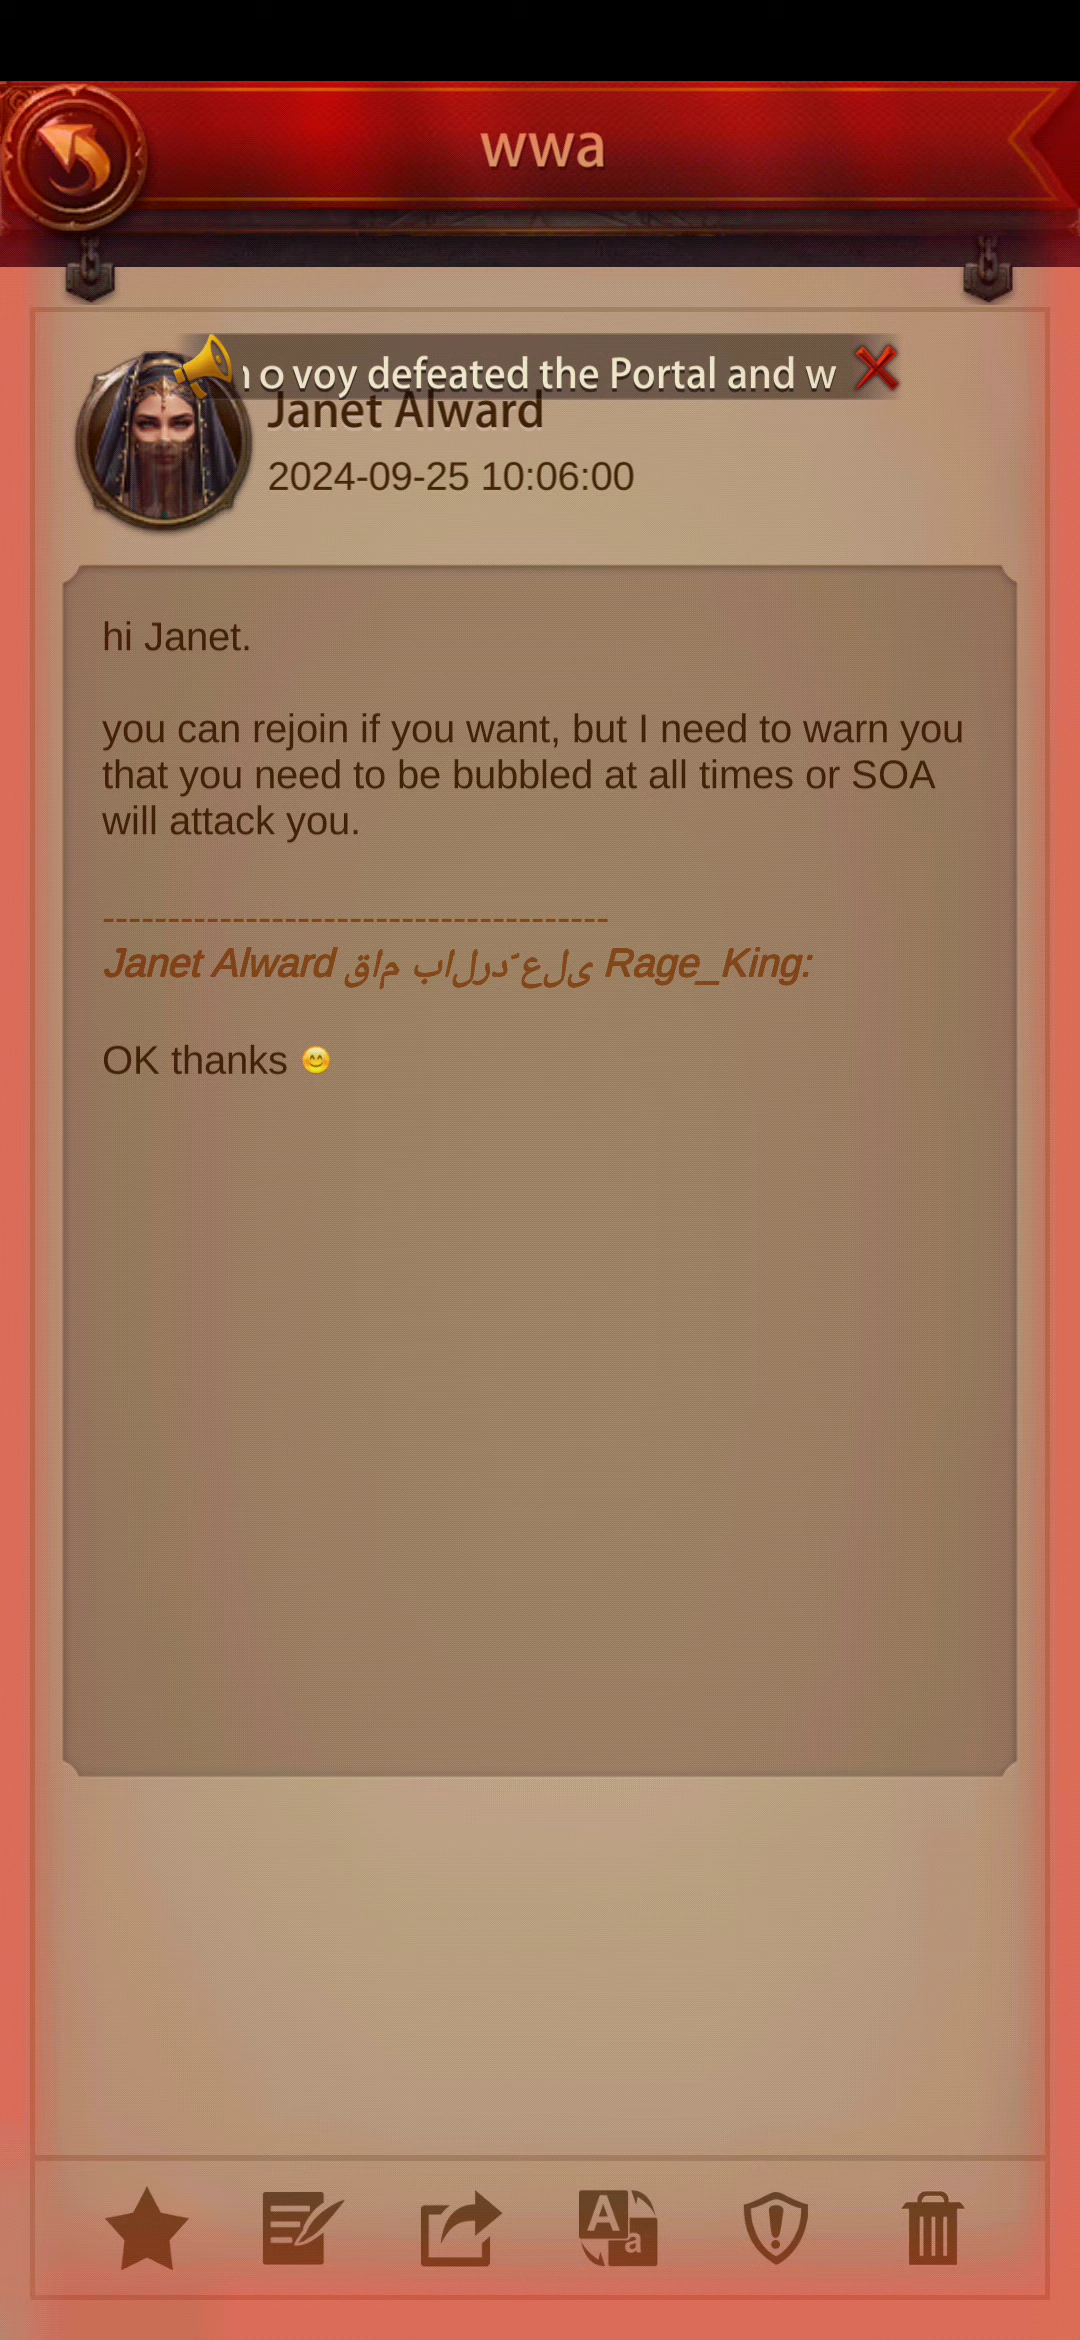 wwa
o voy defeated the Portal and w
Janet Alward
2024-09-25 10:06:00
hi Janet.
you can rejoin if you want, but I need to warn you
that you need to be bubbled at all times or SOA
will attack you.
---------------------------------------
Janet Alward قام بالردّ على Rage_King:
OK thanks 😊